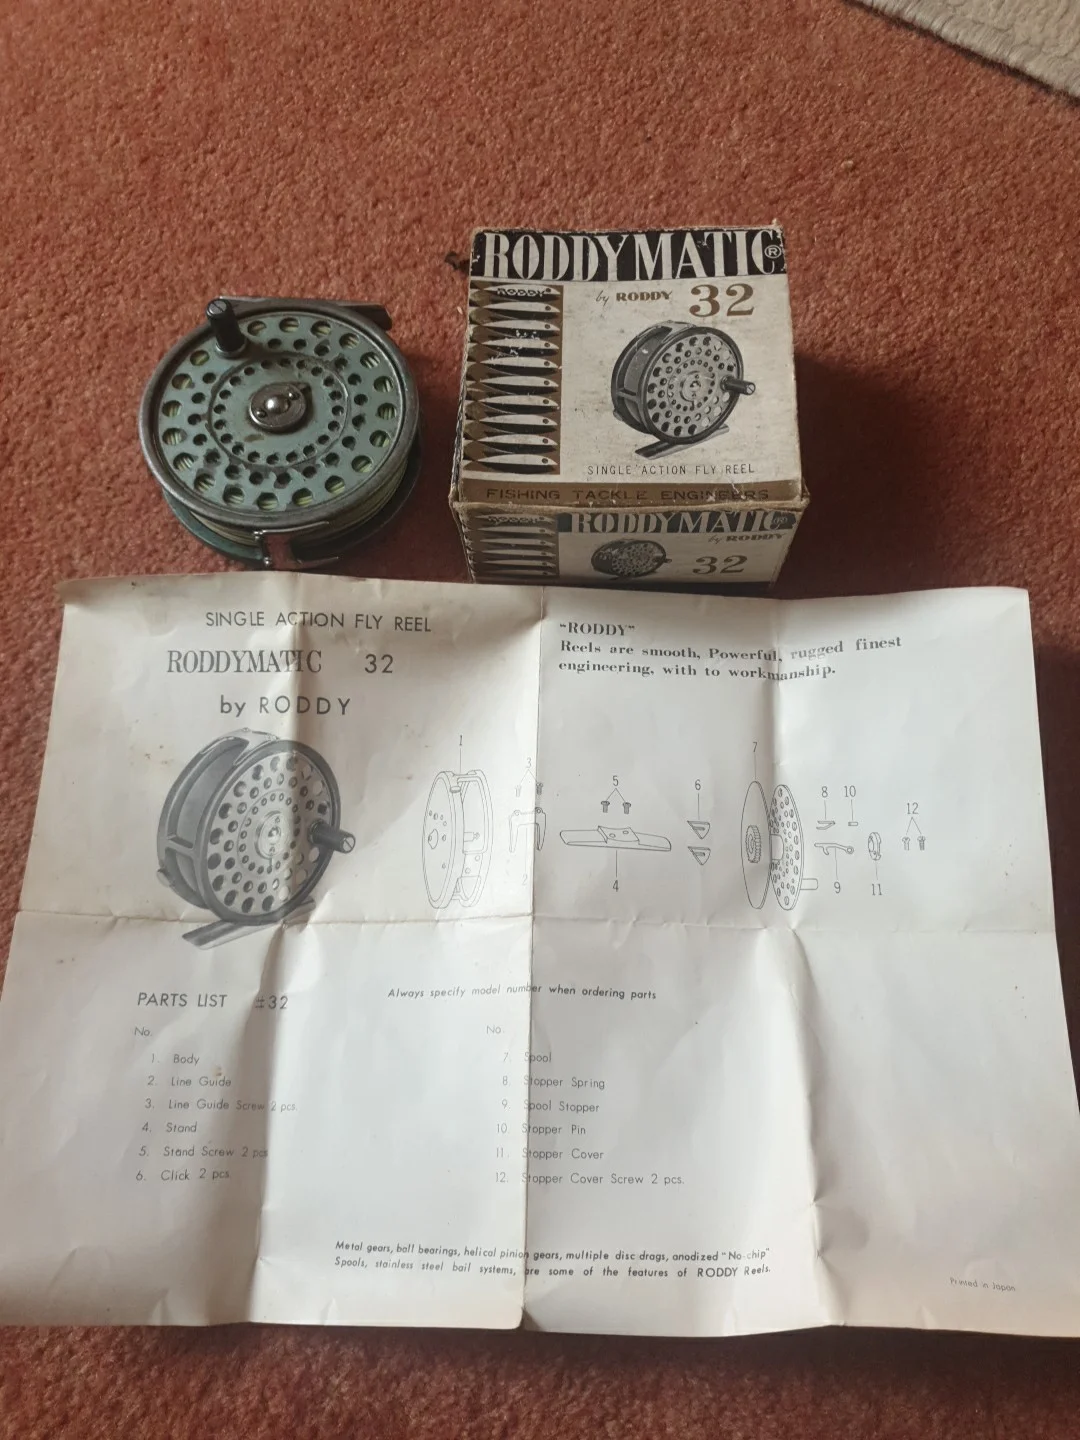 RODDYMATIC®
RODDY
by RODDY 32
SINGLE ACTION FLY REEL
FISHING TACKLE ENGINEERS
RODDYMATIC
by RODDY
32
SINGLE ACTION FLY REEL
RODDYMATIC 32
by RODDY
"RODDY"
Reels are smooth, Powerful, rugged finest
engineering, with to workmanship.
1
2
3
4
5
6
7
8
9
10
11
12
PARTS LIST #32
Always specify model number when ordering parts
No.
1. Body
2. Line Guide
3. Line Guide Screw 2 pcs.
4. Stand
5. Stand Screw 2 pcs
6. Click 2 pcs
No
7. Spool
8 Stopper Spring
9 Spool Stopper
10 Stopper Pin
11. Stopper Cover
12. Stopper Cover Screw 2 pcs.
Metal gears, ball bearings, helical pinion gears, multiple disc drags, anodized "No-chip"
Spools, stainless steel bail systems, are some of the features of RODDY Reels.
Printed in Japan